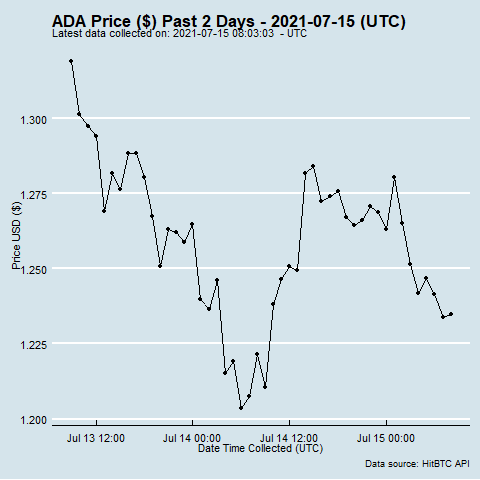 ADA Price ($) Past 2 Days - 2021-07-15 (UTC)
Latest data collected on: 2021-07-15 08:03:03 - UTC
1.300
1.275
1.250
1.225
1.200
Price USD ($)
Jul 13 12:00 Jul 14 00:00 Jul 14 12:00 Jul 15 00:00
Date Time Collected (UTC)
Data source: HitBTC API